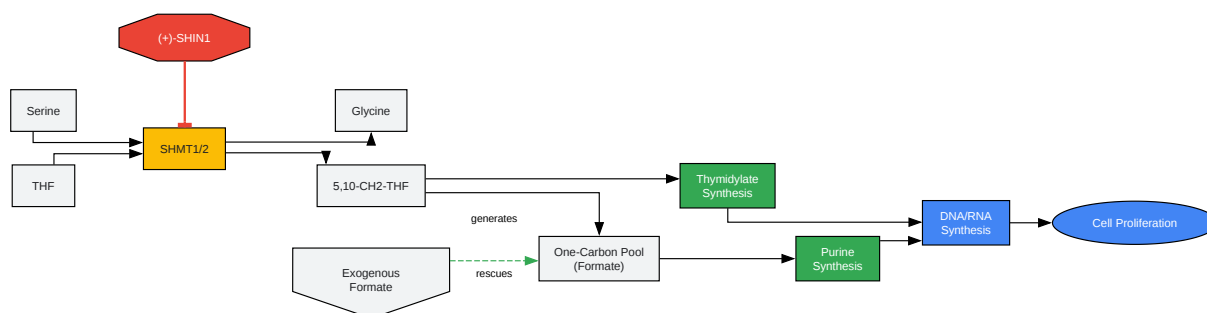 (+)-SHIN1
Serine
Glycine
SHMT1/2
THF
5,10-CH2-THF
Thymidylate
Synthesis
generates
DNA/RNA
Synthesis
Cell Proliferation
One-Carbon Pool
(Formate)
Purine
Synthesis
Exogenous
Formate
rescues